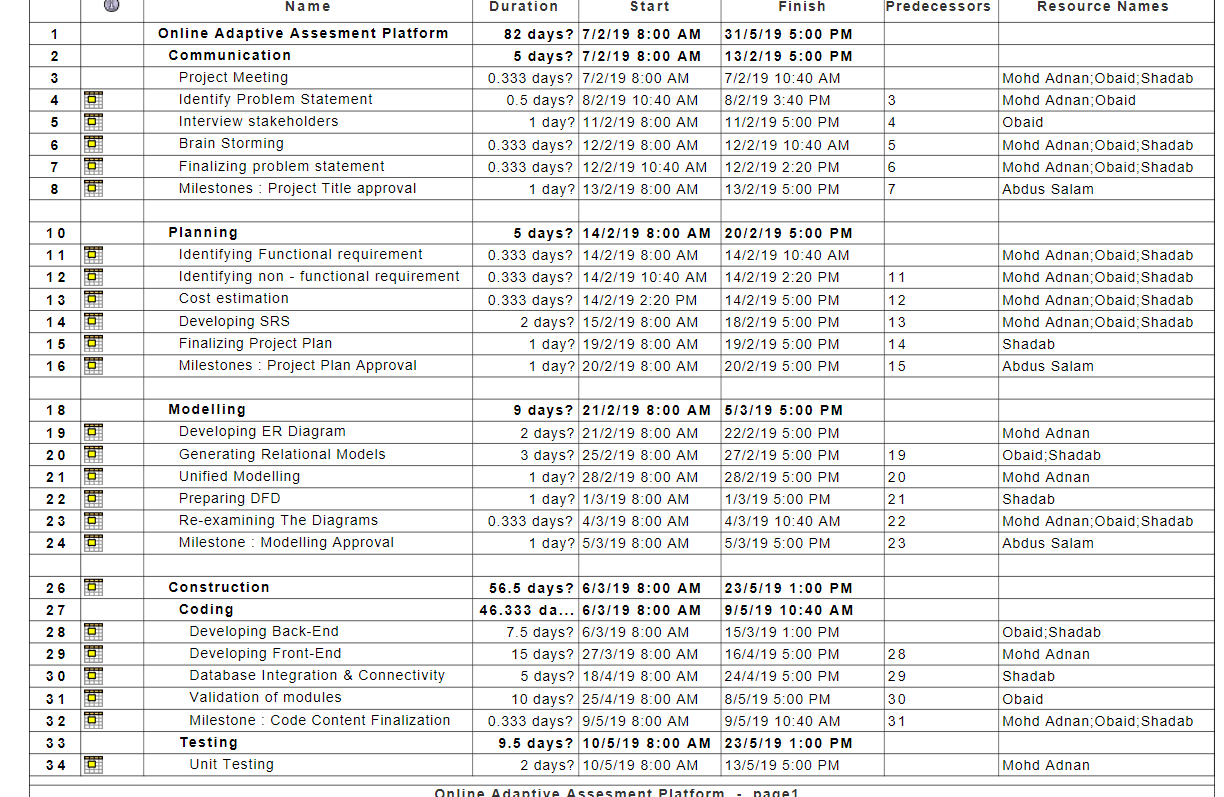 Name Duration Start Finish Predecessors Resource Names
1 Online Adaptive Assesment Platform 82 days? 7/2/19 8:00 AM 31/5/19 5:00 PM
2 Communication 5 days? 7/2/19 8:00 AM 13/2/19 5:00 PM
3 Project Meeting 0.333 days? 7/2/19 8:00 AM 7/2/19 10:40 AM Mohd Adnan;Obaid;Shadab
4 Identify Problem Statement 0.5 days? 8/2/19 10:40 AM 8/2/19 3:40 PM 3 Mohd Adnan;Obaid
5 Interview stakeholders 1 day? 11/2/19 8:00 AM 11/2/19 5:00 PM 4 Obaid
6 Brain Storming 0.333 days? 12/2/19 8:00 AM 12/2/19 10:40 AM 5 Mohd Adnan;Obaid;Shadab
7 Finalizing problem statement 0.333 days? 12/2/19 10:40 AM 12/2/19 2:20 PM 6 Mohd Adnan;Obaid;Shadab
8 Milestones : Project Title approval 1 day? 13/2/19 8:00 AM 13/2/19 5:00 PM 7 Abdus Salam
10 Planning 5 days? 14/2/19 8:00 AM 20/2/19 5:00 PM
11 Identifying Functional requirement 0.333 days? 14/2/19 8:00 AM 14/2/19 10:40 AM Mohd Adnan;Obaid;Shadab
12 Identifying non - functional requirement 0.333 days? 14/2/19 10:40 AM 14/2/19 2:20 PM 11 Mohd Adnan;Obaid;Shadab
13 Cost estimation 0.333 days? 14/2/19 2:20 PM 14/2/19 5:00 PM 12 Mohd Adnan;Obaid;Shadab
14 Developing SRS 2 days? 15/2/19 8:00 AM 18/2/19 5:00 PM 13 Mohd Adnan;Obaid;Shadab
15 Finalizing Project Plan 1 day? 19/2/19 8:00 AM 19/2/19 5:00 PM 14 Shadab
16 Milestones : Project Plan Approval 1 day? 20/2/19 8:00 AM 20/2/19 5:00 PM 15 Abdus Salam
18 Modelling 9 days? 21/2/19 8:00 AM 5/3/19 5:00 PM
19 Developing ER Diagram 2 days? 21/2/19 8:00 AM 22/2/19 5:00 PM Mohd Adnan
20 Generating Relational Models 3 days? 25/2/19 8:00 AM 27/2/19 5:00 PM 19 Obaid;Shadab
21 Unified Modelling 1 day? 28/2/19 8:00 AM 28/2/19 5:00 PM 20 Mohd Adnan
22 Preparing DFD 1 day? 1/3/19 8:00 AM 1/3/19 5:00 PM 21 Shadab
23 Re-examining The Diagrams 0.333 days? 4/3/19 8:00 AM 4/3/19 10:40 AM 22 Mohd Adnan;Obaid;Shadab
24 Milestone : Modelling Approval 1 day? 5/3/19 8:00 AM 5/3/19 5:00 PM 23 Abdus Salam
26 Construction 56.5 days? 6/3/19 8:00 AM 23/5/19 1:00 PM
27 Coding 46.333 da... 6/3/19 8:00 AM 9/5/19 10:40 AM
28 Developing Back-End 7.5 days? 6/3/19 8:00 AM 15/3/19 1:00 PM Obaid;Shadab
29 Developing Front-End 15 days? 27/3/19 8:00 AM 16/4/19 5:00 PM 28 Mohd Adnan
30 Database Integration & Connectivity 5 days? 18/4/19 8:00 AM 24/4/19 5:00 PM 29 Shadab
31 Validation of modules 10 days? 25/4/19 8:00 AM 8/5/19 5:00 PM 30 Obaid
32 Milestone : Code Content Finalization 0.333 days? 9/5/19 8:00 AM 9/5/19 10:40 AM 31 Mohd Adnan;Obaid;Shadab
33 Testing 9.5 days? 10/5/19 8:00 AM 23/5/19 1:00 PM
34 Unit Testing 2 days? 10/5/19 8:00 AM 13/5/19 5:00 PM Mohd Adnan
Online Adaptive Assesment Platform - page1